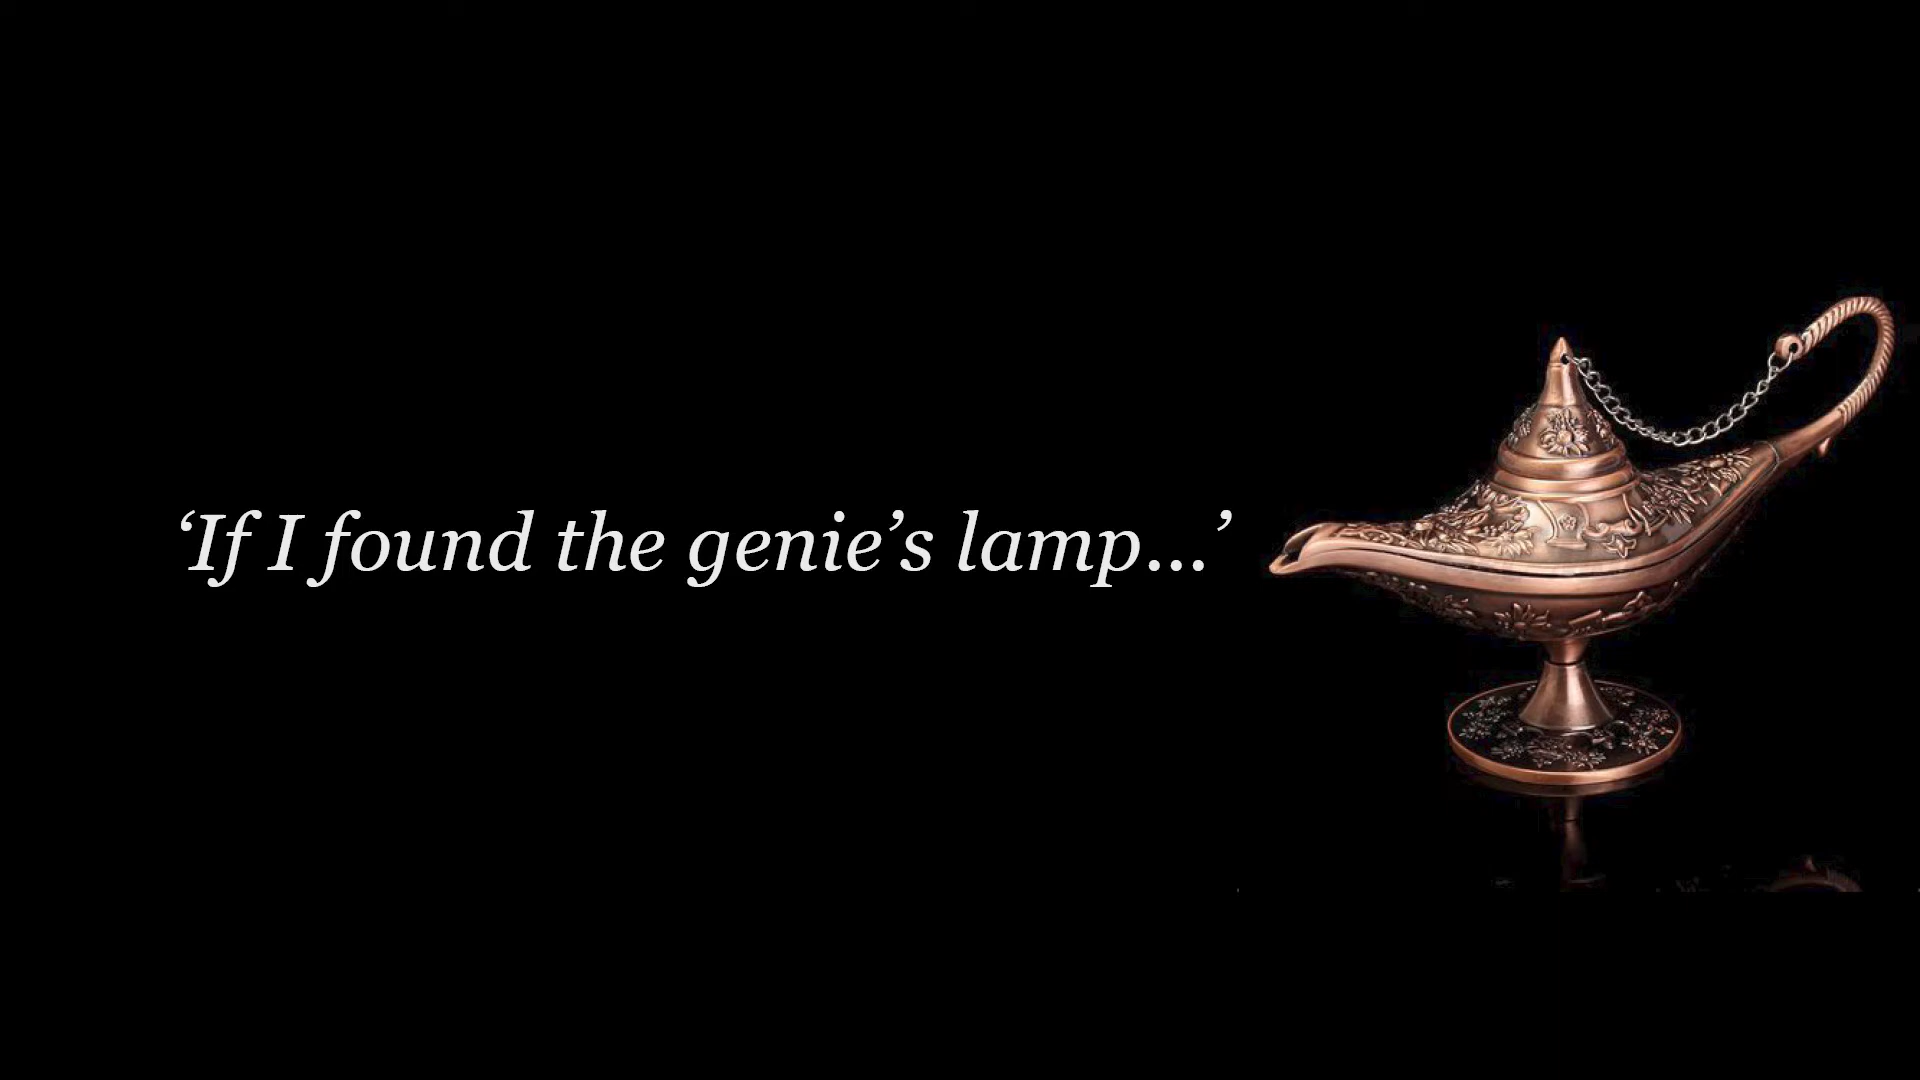 ‘If I found the genie’s lamp...’